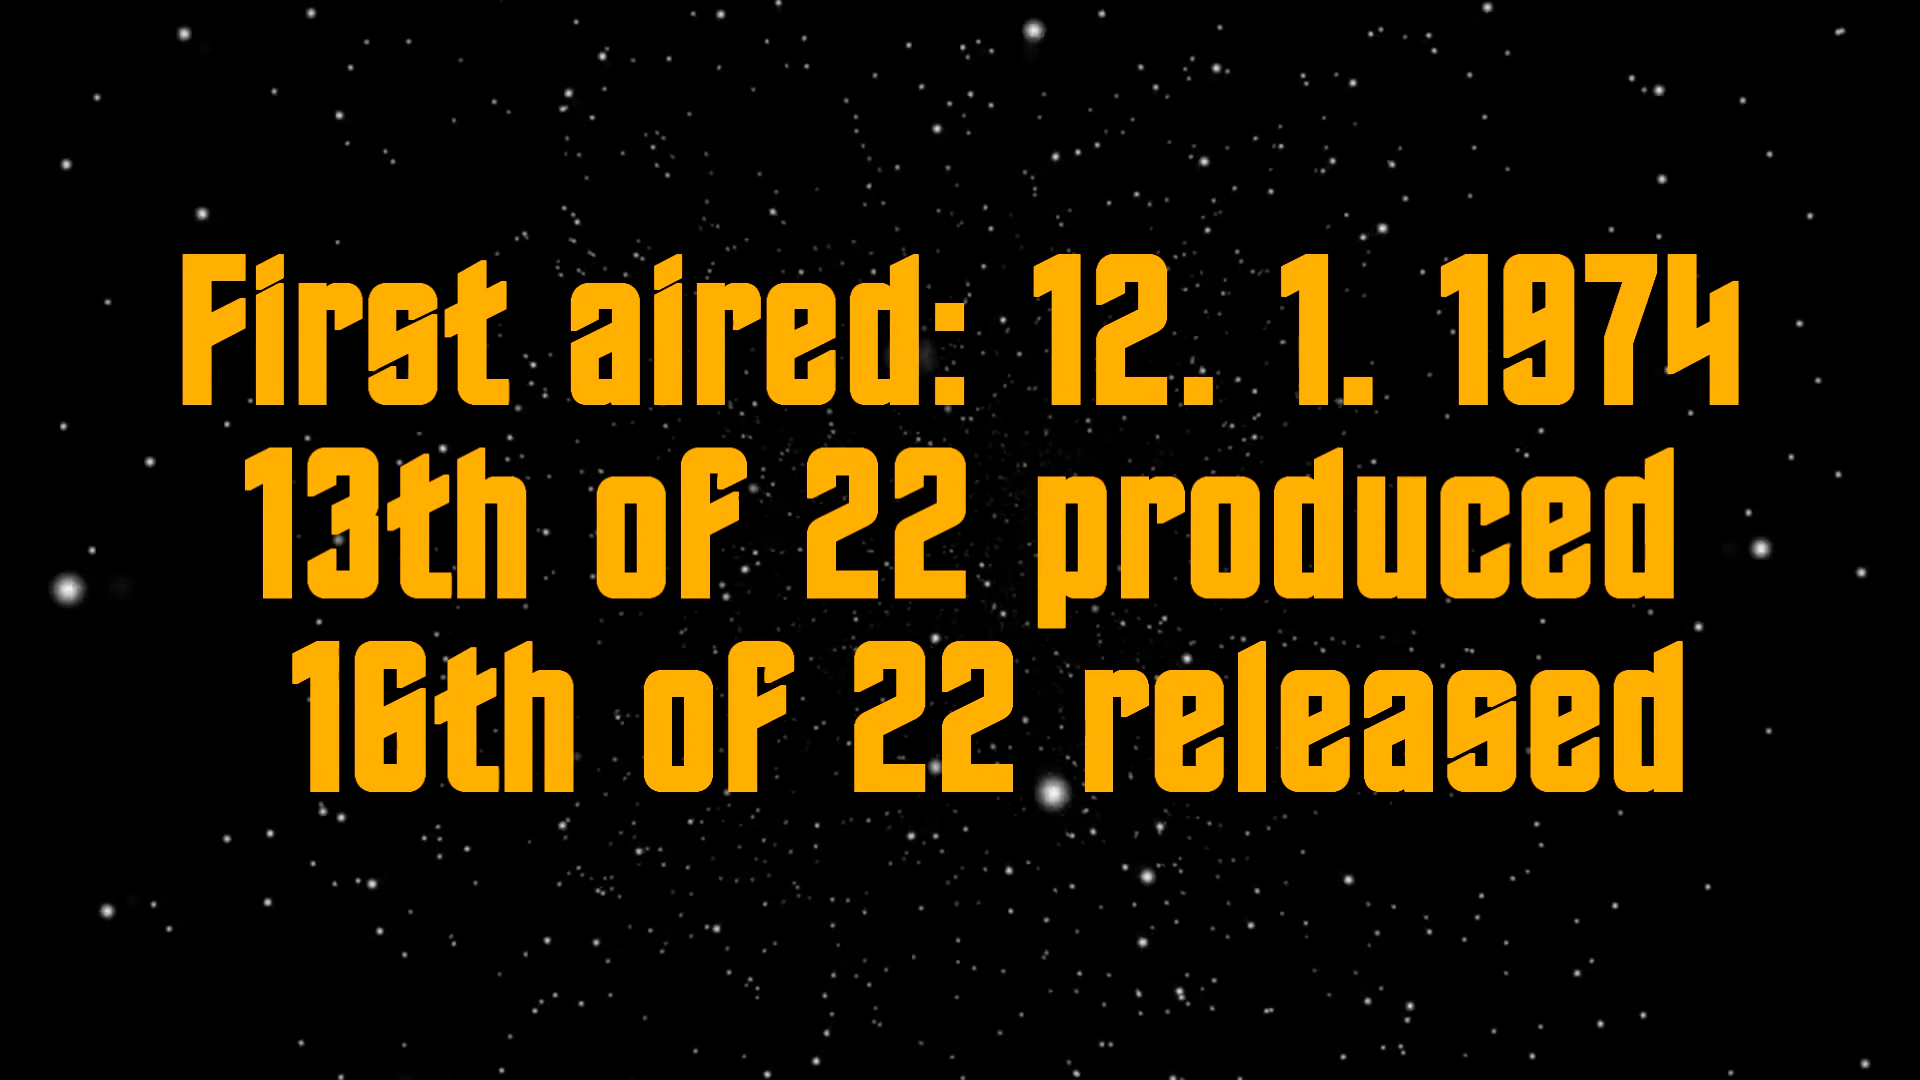 First aired: 12. 1. 1974
13th of 22 produced
16th of 22 released